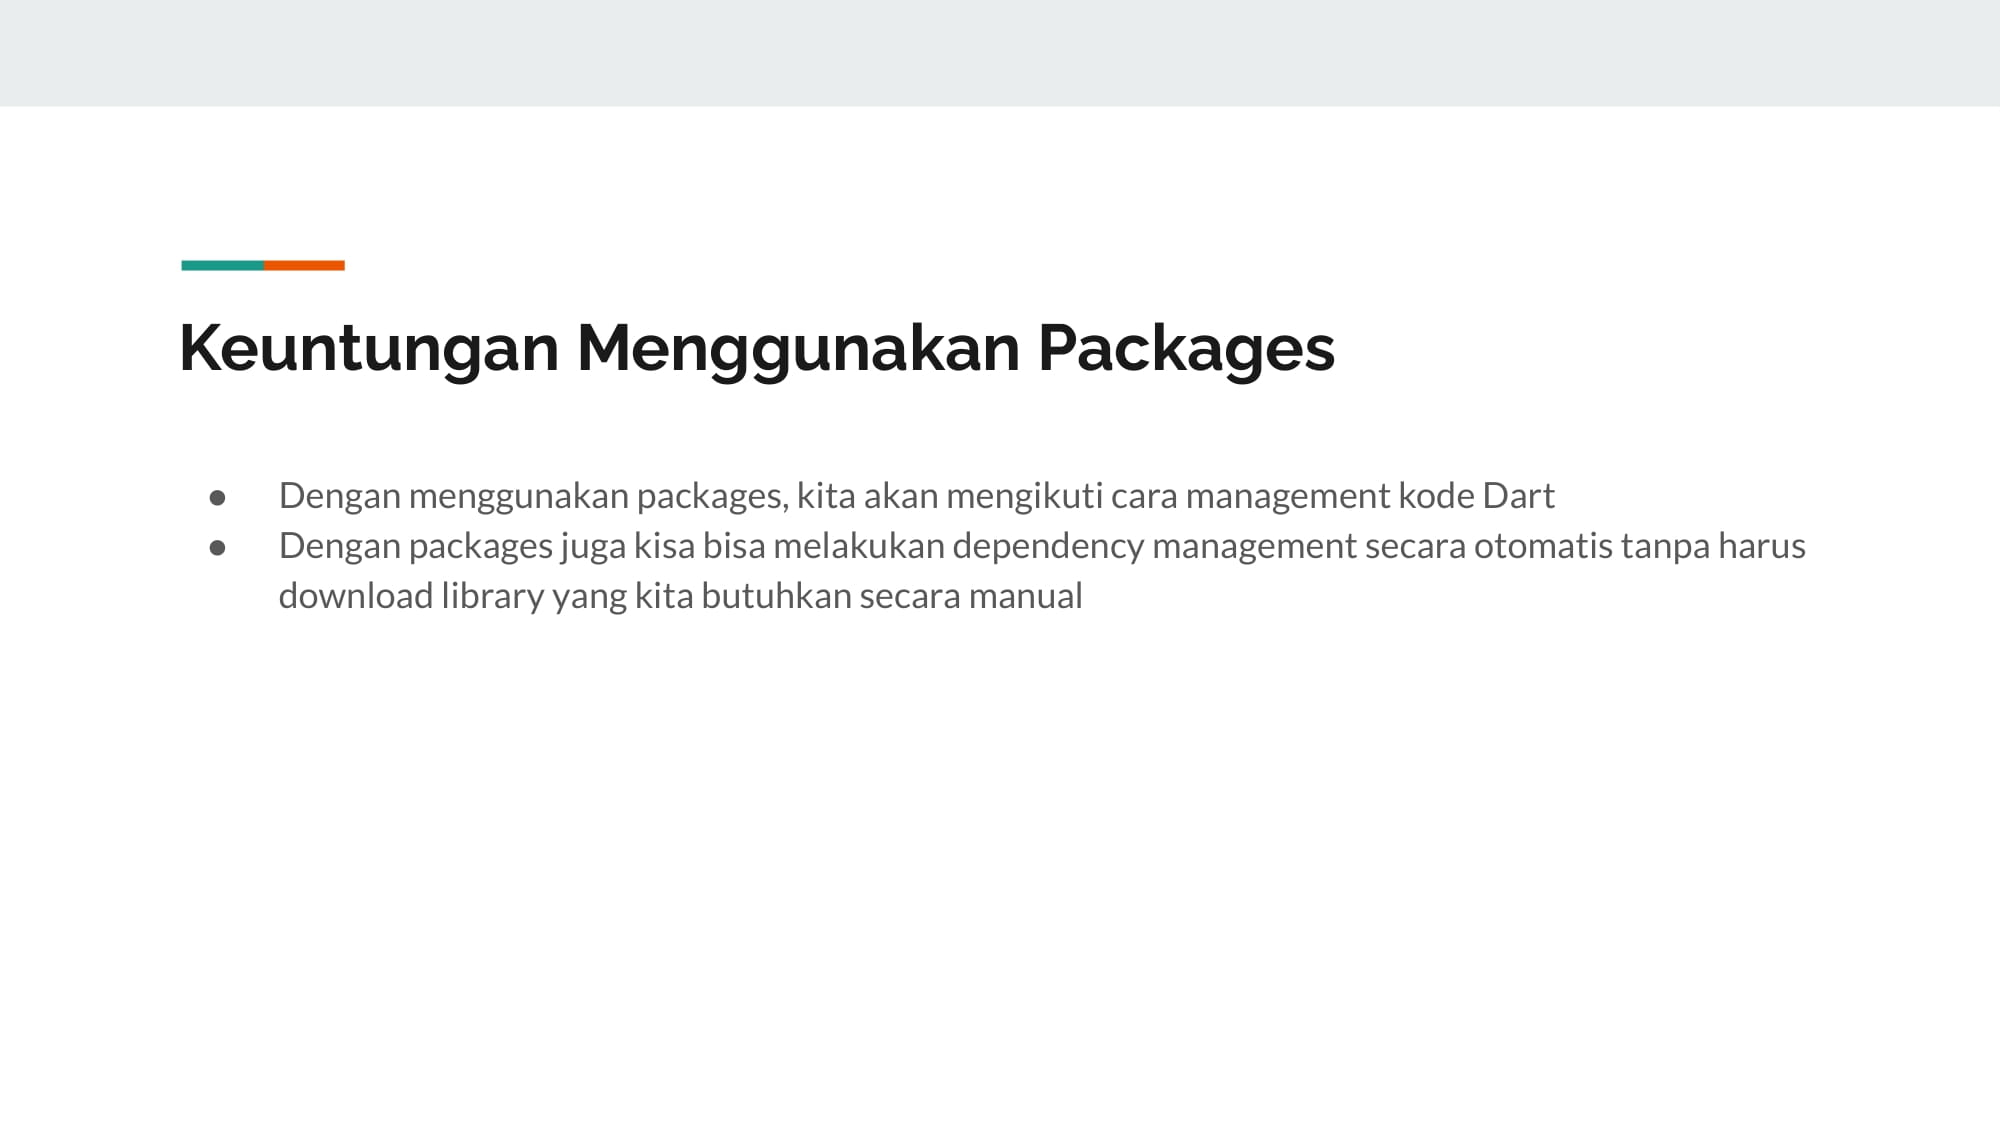 Keuntungan Menggunakan Packages
● Dengan menggunakan packages, kita akan mengikuti cara management kode Dart
● Dengan packages juga kisa bisa melakukan dependency management secara otomatis tanpa harus
download library yang kita butuhkan secara manual